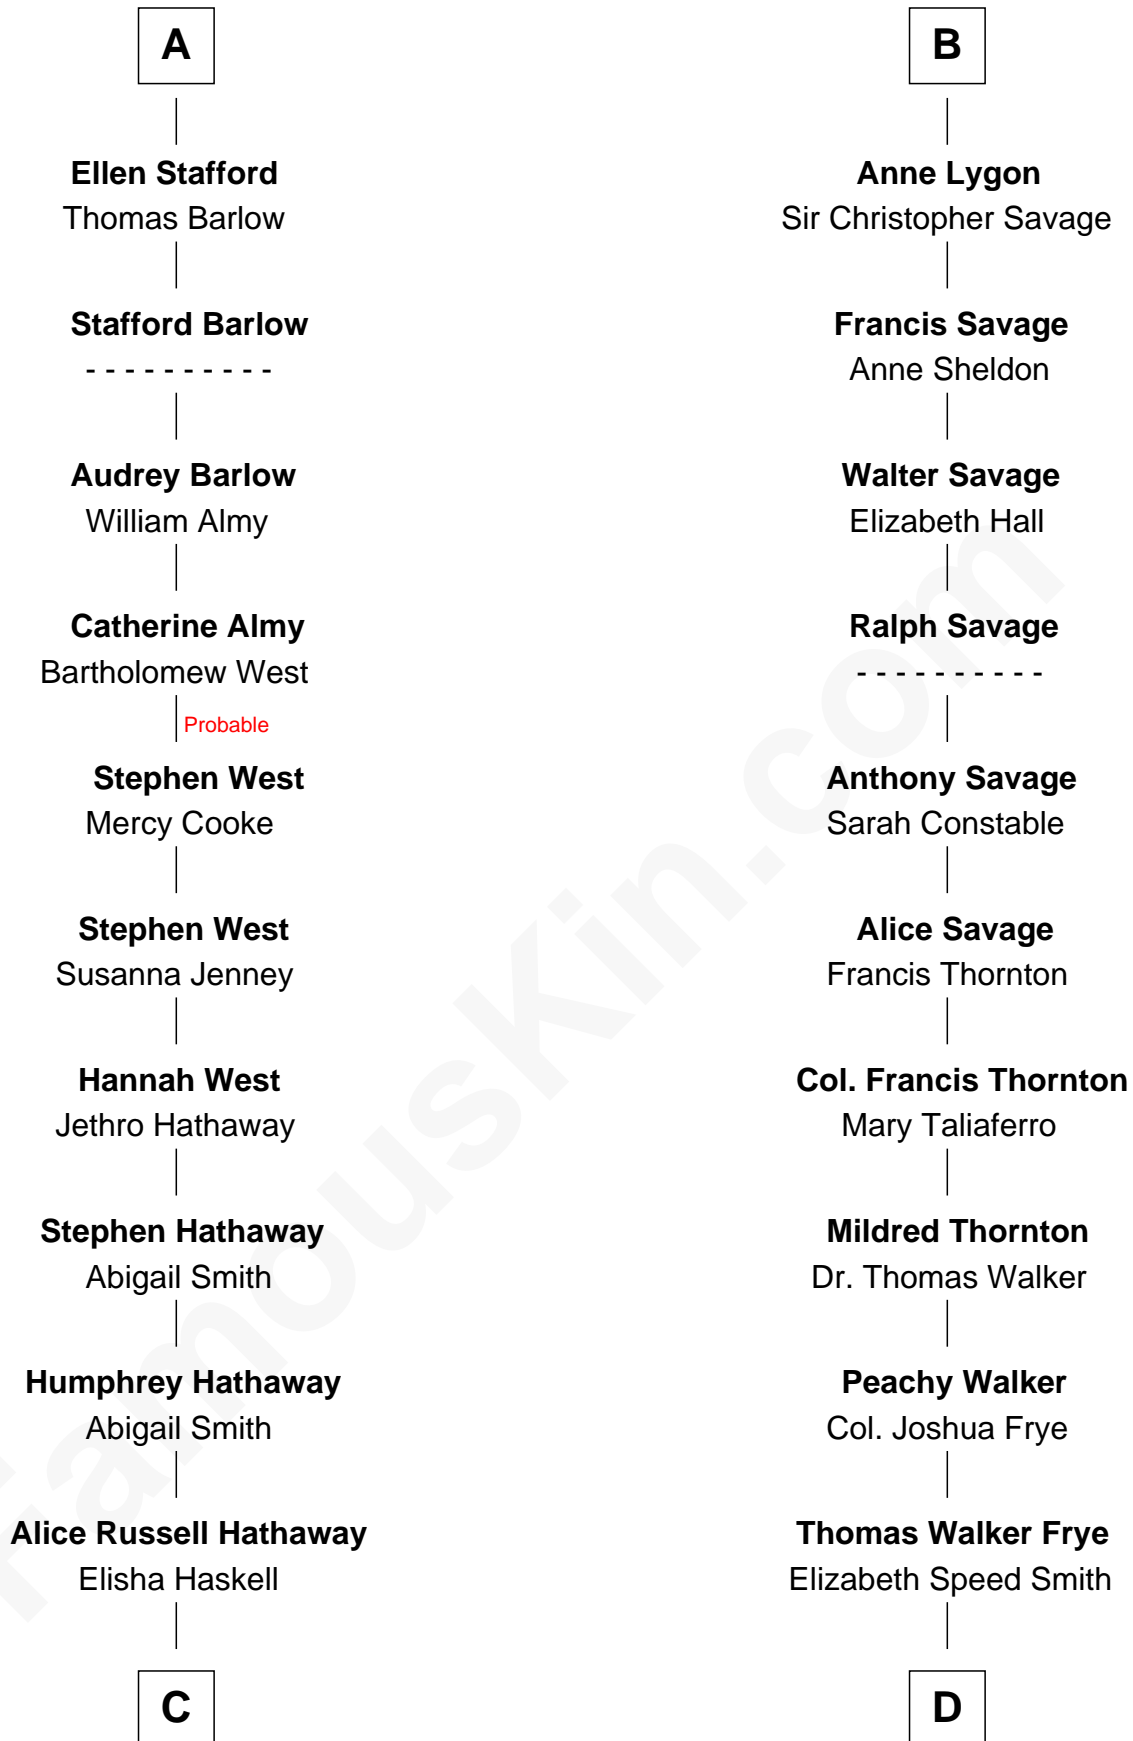 A
Ellen Stafford
Thomas Barlow
Stafford Barlow
- - - - - - - - - -
Audrey Barlow
William Almy
Catherine Almy
Bartholomew West
Probable
Stephen West
Mercy Cooke
Stephen West
Susanna Jenney
Hannah West
Jethro Hathaway
Stephen Hathaway
Abigail Smith
Humphrey Hathaway
Abigail Smith
Alice Russell Hathaway
Elisha Haskell
C
B
Anne Lygon
Sir Christopher Savage
Francis Savage
Anne Sheldon
Walter Savage
Elizabeth Hall
Ralph Savage
- - - - - - - - - -
Anthony Savage
Sarah Constable
Alice Savage
Francis Thornton
Col. Francis Thornton
Mary Taliaferro
Mildred Thornton
Dr. Thomas Walker
Peachy Walker
Col. Joshua Frye
Thomas Walker Frye
Elizabeth Speed Smith
D
FamousKin.com